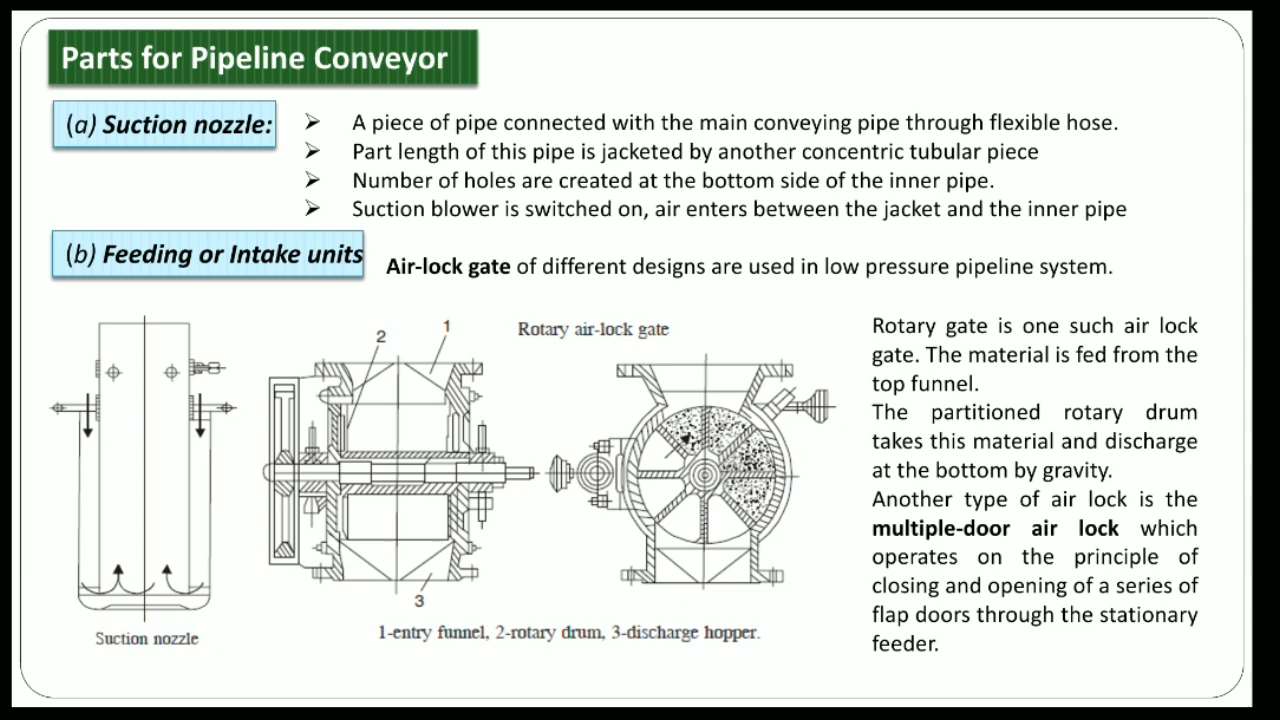 Parts for Pipeline Conveyor
(a) Suction nozzle:
➢ A piece of pipe connected with the main conveying pipe through flexible hose.
➢ Part length of this pipe is jacketed by another concentric tubular piece
➢ Number of holes are created at the bottom side of the inner pipe.
➢ Suction blower is switched on, air enters between the jacket and the inner pipe
(b) Feeding or Intake units
Air-lock gate of different designs are used in low pressure pipeline system.
Suction nozzle
2
1
Rotary air-lock gate
3
1-entry funnel, 2-rotary drum, 3-discharge hopper.
Rotary gate is one such air lock
gate. The material is fed from the
top funnel.
The partitioned rotary drum
takes this material and discharge
at the bottom by gravity.
Another type of air lock is the
multiple-door air lock which
operates on the principle of
closing and opening of a series of
flap doors through the stationary
feeder.